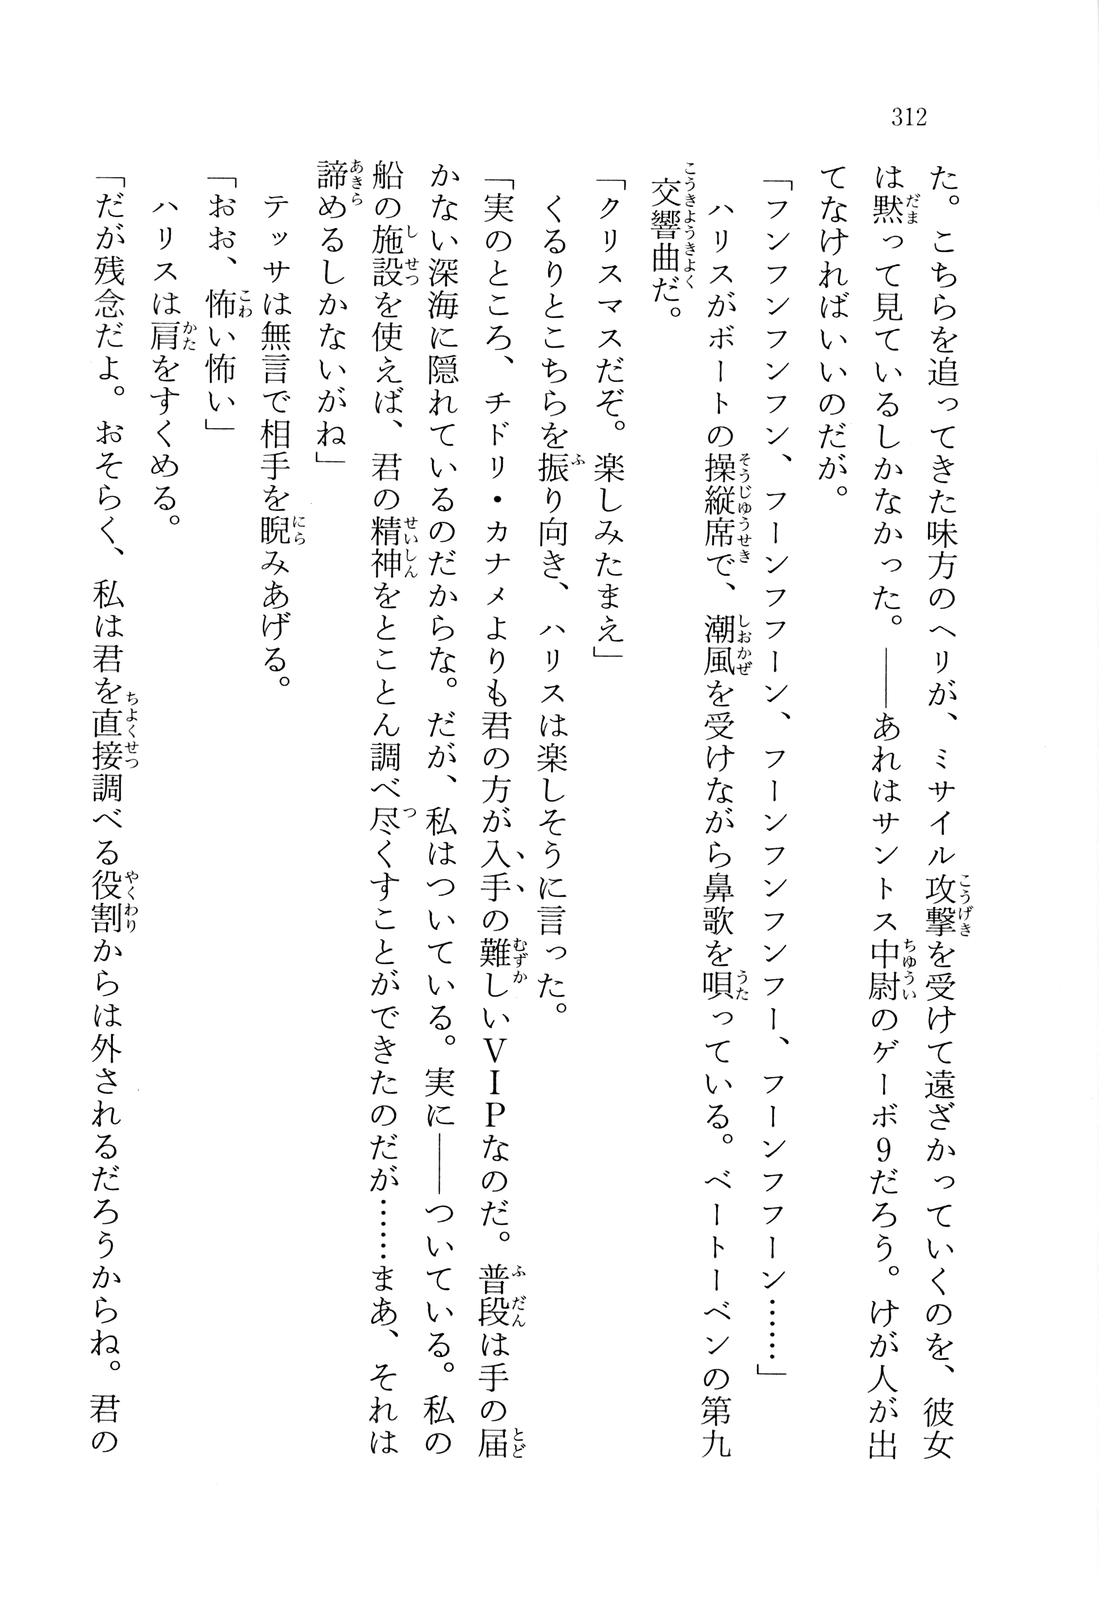 312
た。こちらを追ってきた味方のヘリが、ミサイル攻撃を受けて遠ざかっていくのを、彼女
は黙って見ているしかなかった。――あれはサントス中尉のゲーボ９だろう。けが人が出
てなければいいのだが。
「フンフンフンフン、フーンフフーン、フーンフンフンフー、フーンフフーン……」
　ハリスがボートの操縦席で、潮風を受けながら鼻歌を唄っている。ベートーベンの第九
交響曲だ。
「クリスマスだぞ。楽しみたまえ」
　くるりとこちらを振り向き、ハリスは楽しそうに言った。
「実のところ、チドリ・カナメよりも君の方が入手の難しいＶＩＰなのだ。普段は手の届
かない深海に隠れているのだからな。だが、私はついている。実に――ついている。私の
船の施設を使えば、君の精神をとことん調べ尽くすことができたのだが……まあ、それは
諦めるしかないがね」
　テッサは無言で相手を睨みあげる。
「おお、怖い怖い」
　ハリスは肩をすくめる。
「だが残念だよ。おそらく、私は君を直接調べる役割からは外されるだろうからね。君の